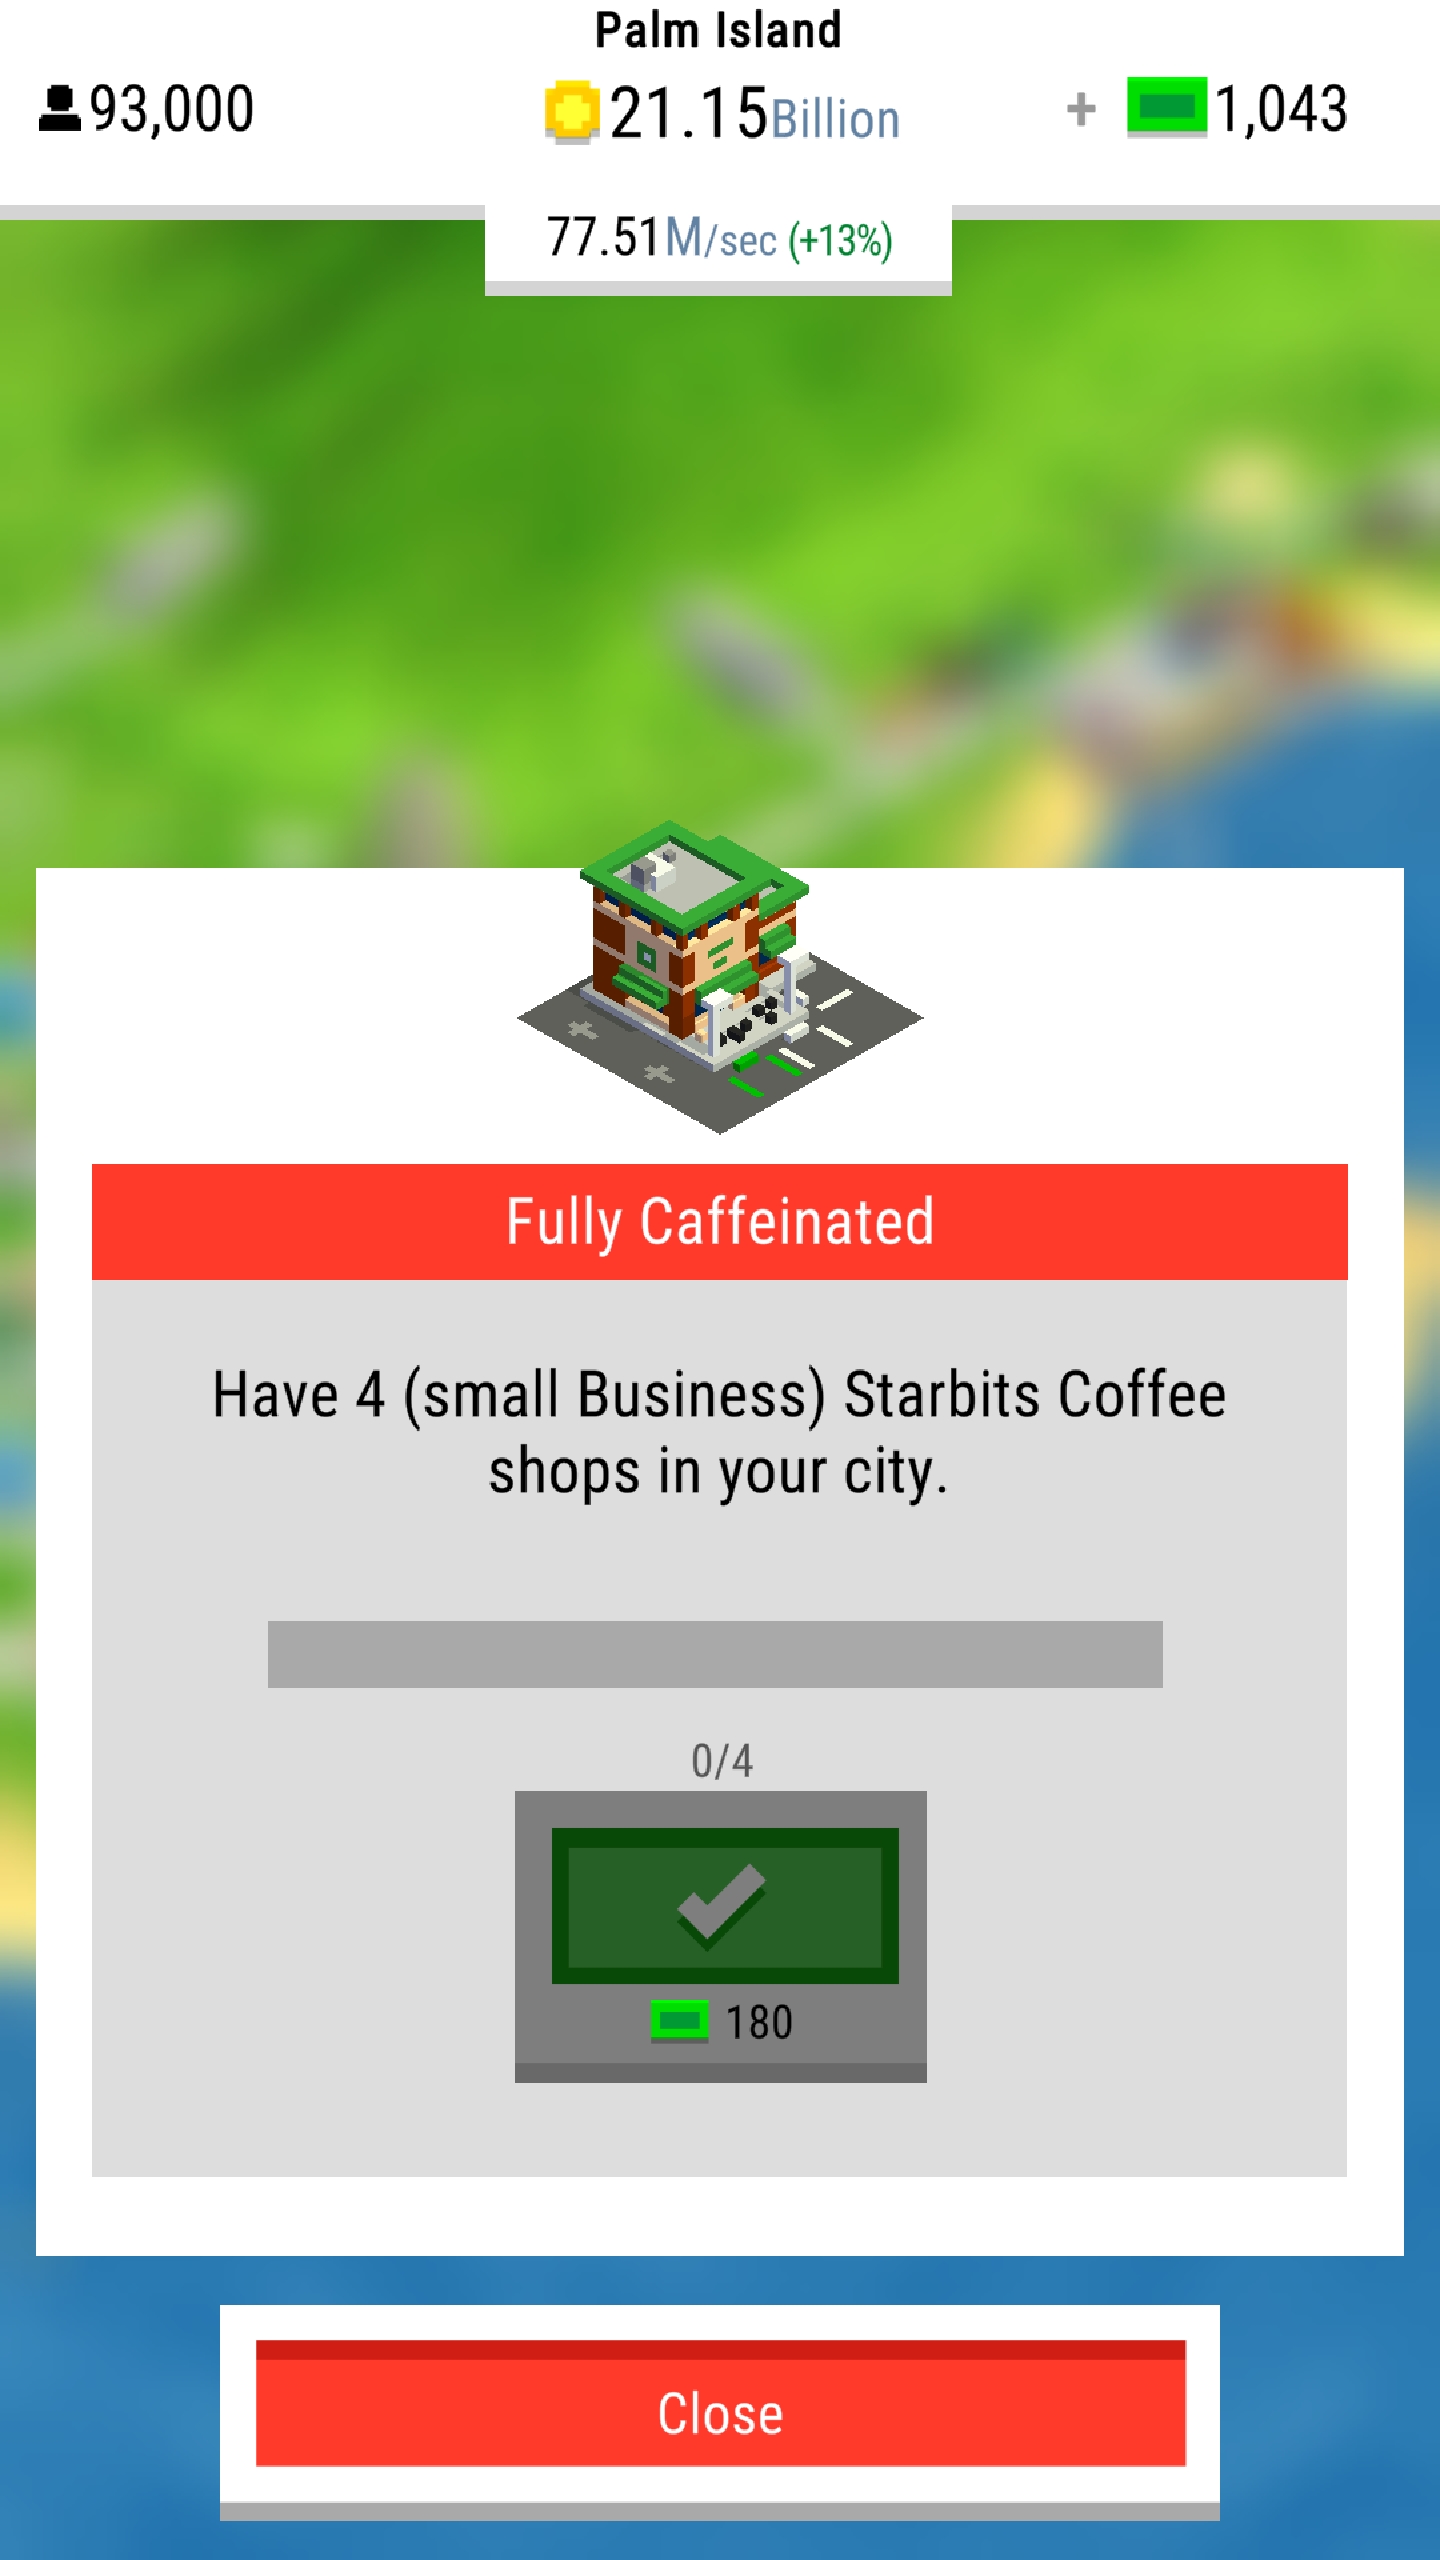 Palm Island
93,000
21.15Billion
+ 1,043
77.51M/sec (+13%)
Fully Caffeinated
Have 4 (small Business) Starbits Coffee
shops in your city.
0/4
180
Close